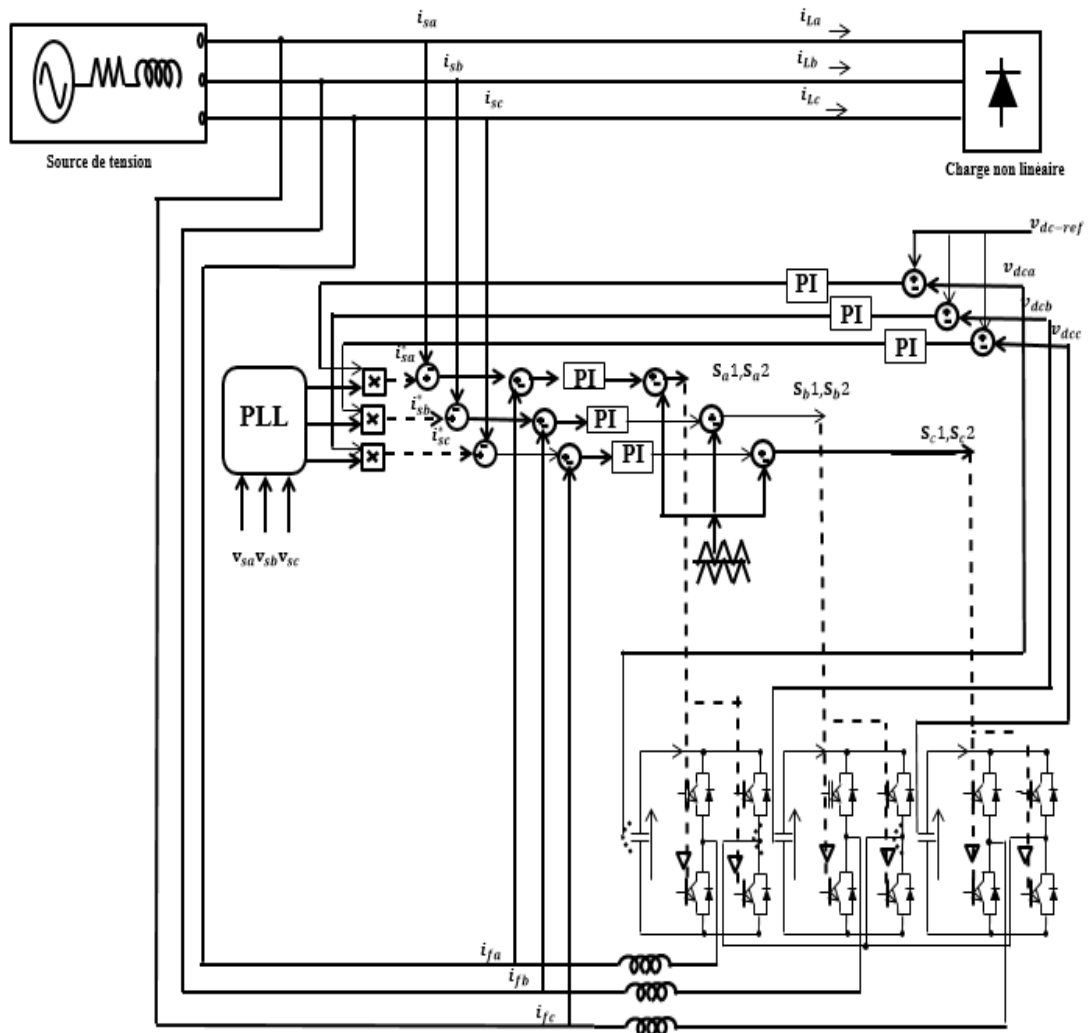 i_sa
i_La
i_sb
i_Lb
i_sc
i_Lc
Source de tension
Charge non linéaire
v_dc-ref
v_dca
PI
v_dcb
PI
v_dcc
PI
i*_sa
S_a1,S_a2
PI
i*_sb
S_b1,S_b2
PLL
PI
i*_sc
S_c1,S_c2
PI
v_sa v_sb v_sc
i_fa
i_fb
i_fc